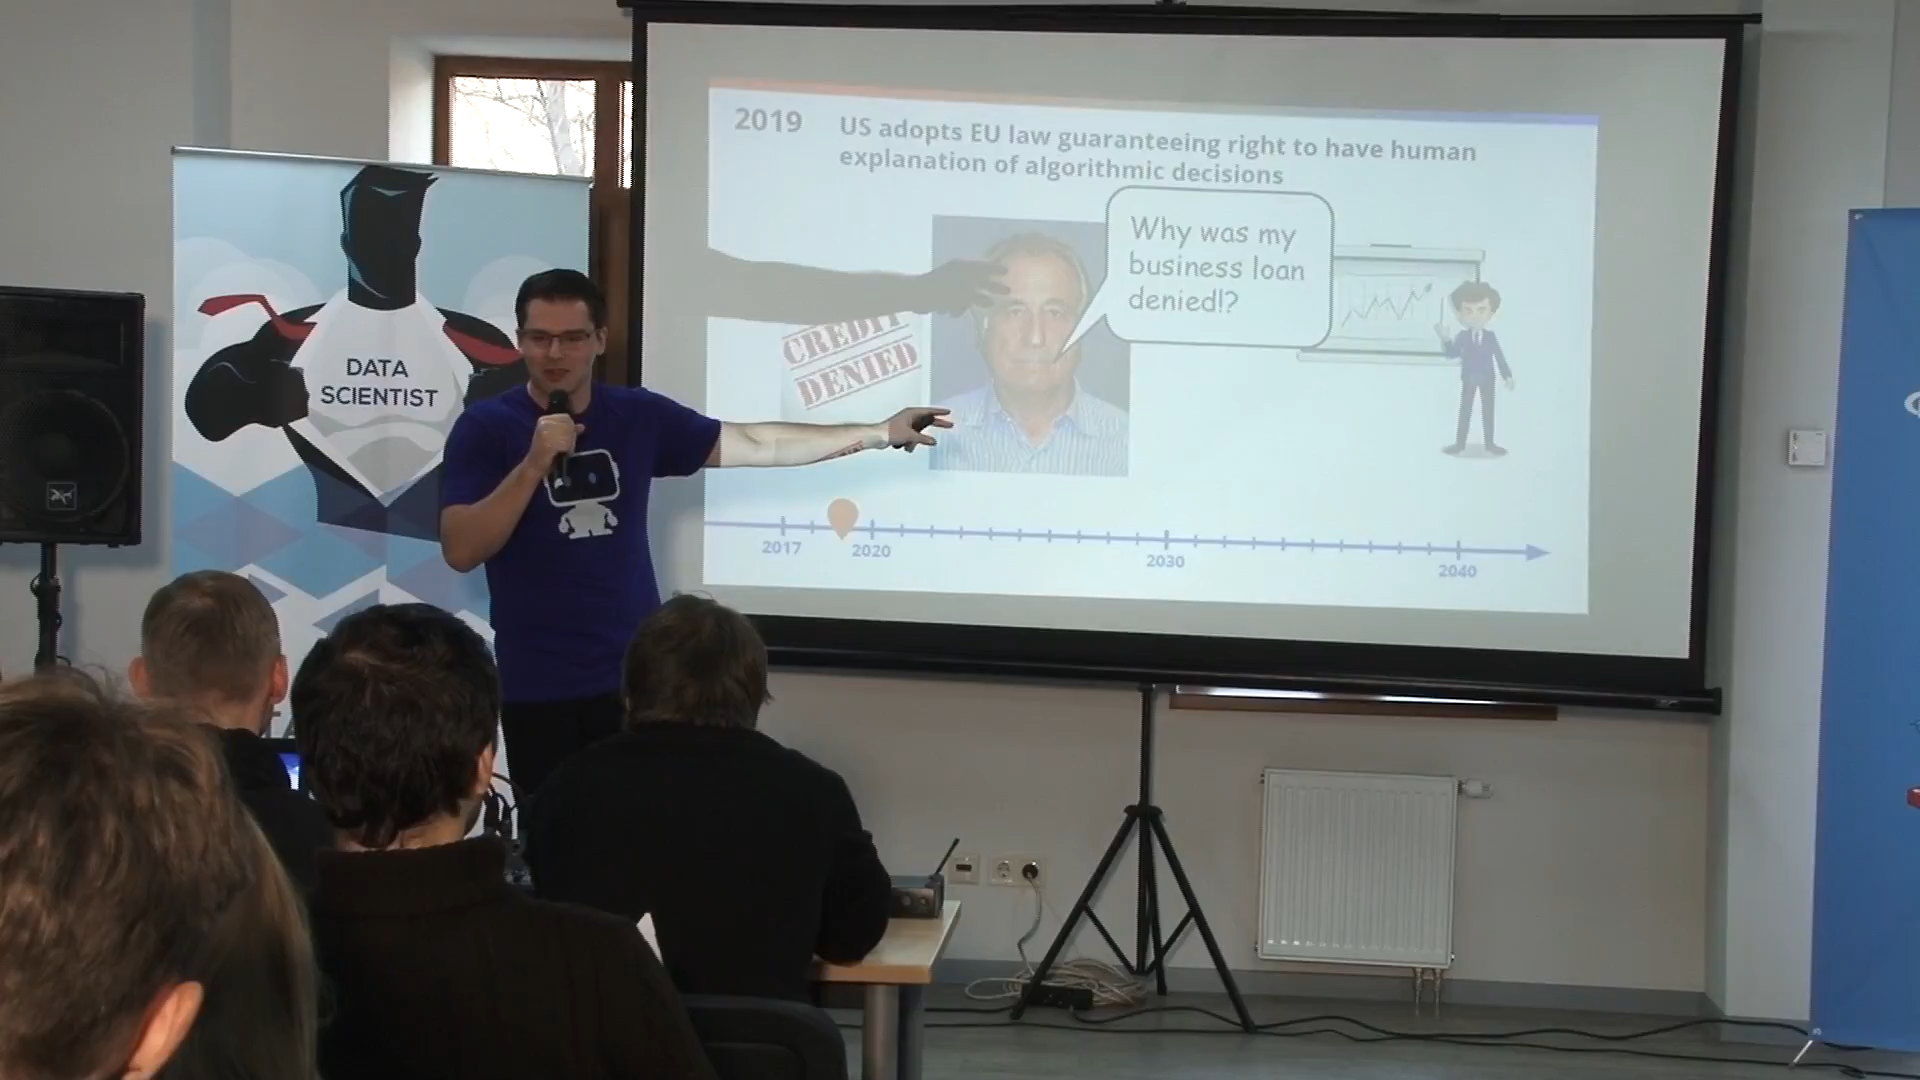 2019
US adopts EU law guaranteeing right to have human
explanation of algorithmic decisions
Why was my
business loan
denied!?
CREDIT
DENIED
2017
2020
2030
2040
DATA
SCIENTIST